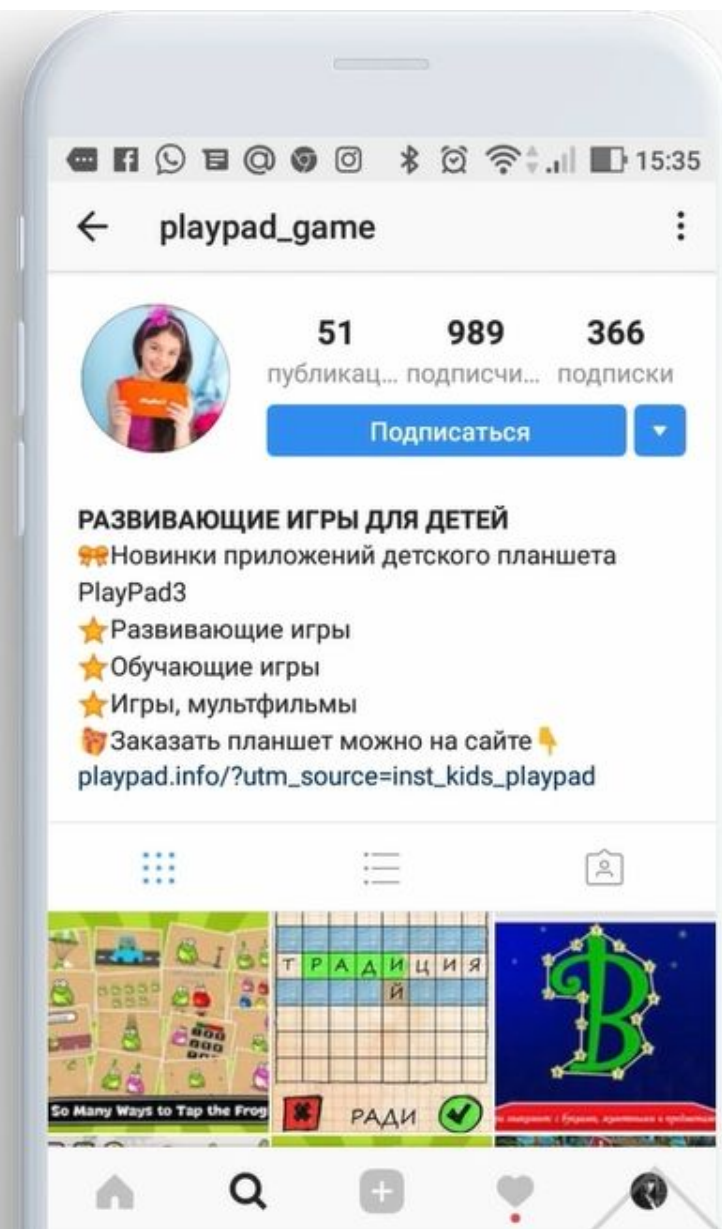 15:35
playpad_game
51 989 366
публикац... подписчи... подписки
Подписаться
РАЗВИВАЮЩИЕ ИГРЫ ДЛЯ ДЕТЕЙ
🎀Новинки приложений детского планшета
PlayPad3
⭐Развивающие игры
⭐Обучающие игры
⭐Игры, мультфильмы
🎁Заказать планшет можно на сайте👇
playpad.info/?utm_source=inst_kids_playpad
ТРАДИЦИЯ
Й
So Many Ways to Tap the Frog
РАДИ
В